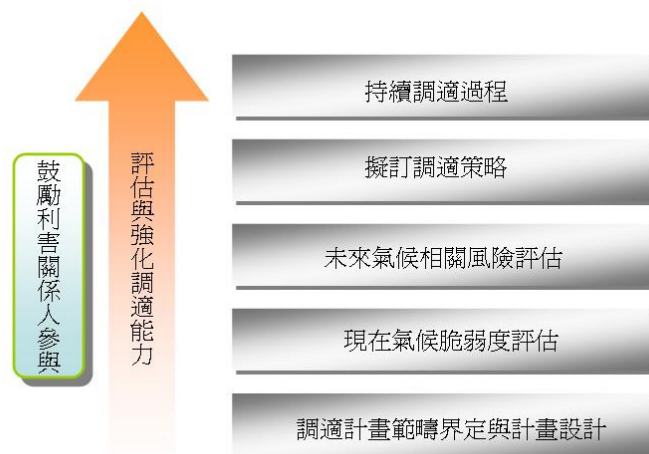 鼓勵利害關係人參與
評估與強化調適能力
持續調適過程
擬訂調適策略
未來氣候相關風險評估
現在氣候脆弱度評估
調適計畫範疇界定與計畫設計